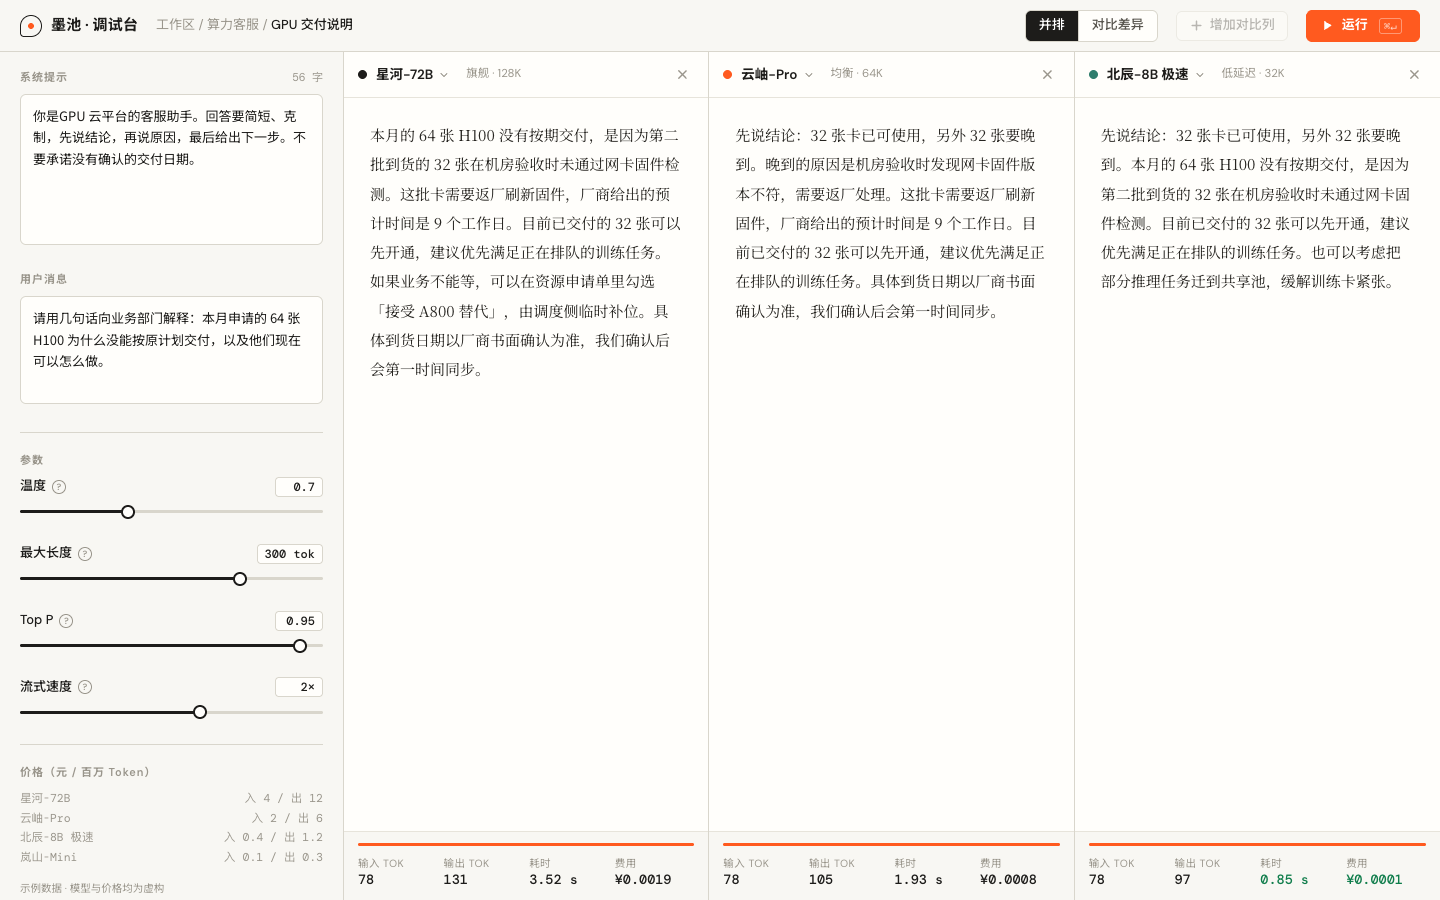 墨池·调试台
工作区 / 算力客服 / GPU 交付说明
并排
对比差异
+ 增加对比列
运行 ⌘↵
系统提示
56 字
你是GPU 云平台的客服助手。回答要简短、克
制，先说结论，再说原因，最后给出下一步。不
要承诺没有确认的交付日期。
用户消息
请用几句话向业务部门解释：本月申请的 64 张
H100 为什么没能按原计划交付，以及他们现在
可以怎么做。
参数
温度 ?
0.7
最大长度 ?
300 tok
Top P ?
0.95
流式速度 ?
2×
价格（元 / 百万 Token）
星河-72B
入 4 / 出 12
云岫-Pro
入 2 / 出 6
北辰-8B 极速
入 0.4 / 出 1.2
岚山-Mini
入 0.1 / 出 0.3
示例数据 · 模型与价格均为虚构
星河-72B
旗舰 · 128K
本月的 64 张 H100 没有按期交付，是因为第二
批到货的 32 张在机房验收时未通过网卡固件检
测。这批卡需要返厂刷新固件，厂商给出的预
计时间是 9 个工作日。目前已交付的 32 张可以
先开通，建议优先满足正在排队的训练任务。
如果业务不能等，可以在资源申请单里勾选
「接受 A800 替代」，由调度侧临时补位。具
体到货日期以厂商书面确认为准，我们确认后
会第一时间同步。
输入 TOK
输出 TOK
耗时
费用
78
131
3.52 s
¥0.0019
云岫-Pro
均衡 · 64K
先说结论：32 张卡已可使用，另外 32 张要晚
到。晚到的原因是机房验收时发现网卡固件版
本不符，需要返厂处理。这批卡需要返厂刷新
固件，厂商给出的预计时间是 9 个工作日。目
前已交付的 32 张可以先开通，建议优先满足正
在排队的训练任务。具体到货日期以厂商书面
确认为准，我们确认后会第一时间同步。
输入 TOK
输出 TOK
耗时
费用
78
105
1.93 s
¥0.0008
北辰-8B 极速
低延迟 · 32K
先说结论：32 张卡已可使用，另外 32 张要晚
到。本月的 64 张 H100 没有按期交付，是因为
第二批到货的 32 张在机房验收时未通过网卡固
件检测。目前已交付的 32 张可以先开通，建议
优先满足正在排队的训练任务。也可以考虑把
部分推理任务迁到共享池，缓解训练卡紧张。
输入 TOK
输出 TOK
耗时
费用
78
97
0.85 s
¥0.0001